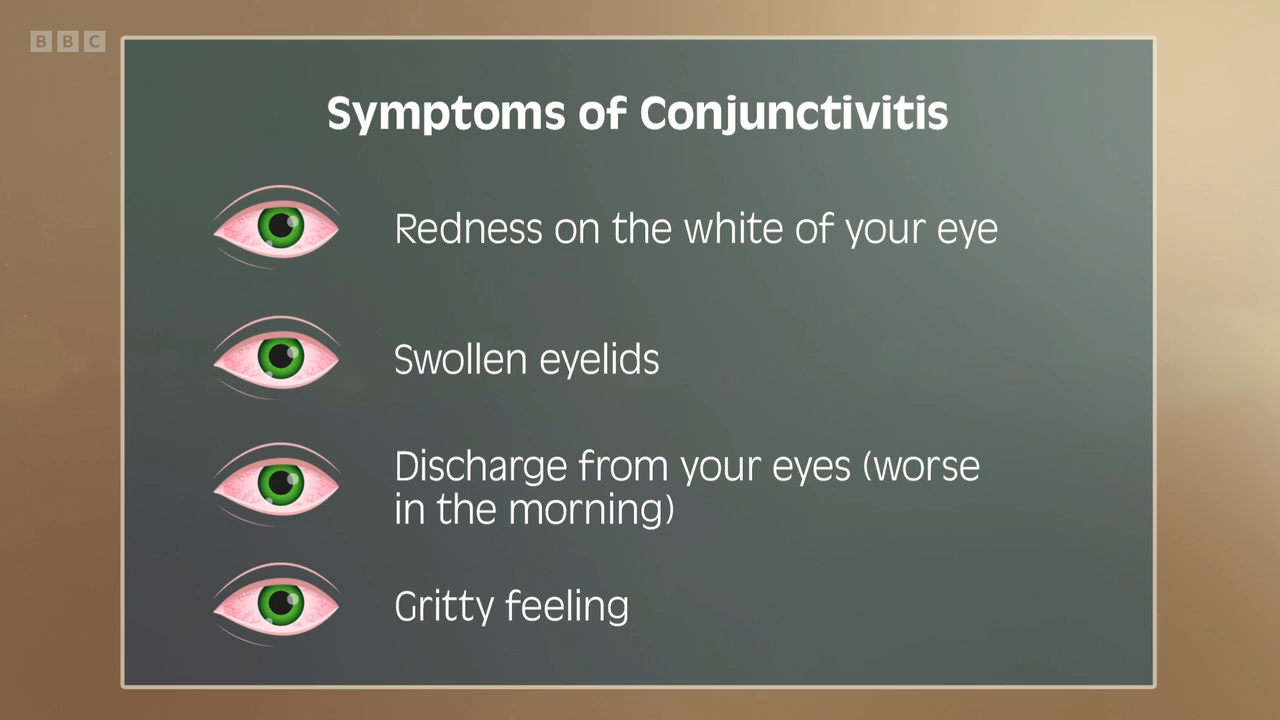 BBC
Symptoms of Conjunctivitis
Redness on the white of your eye
Swollen eyelids
Discharge from your eyes (worse
in the morning)
Gritty feeling